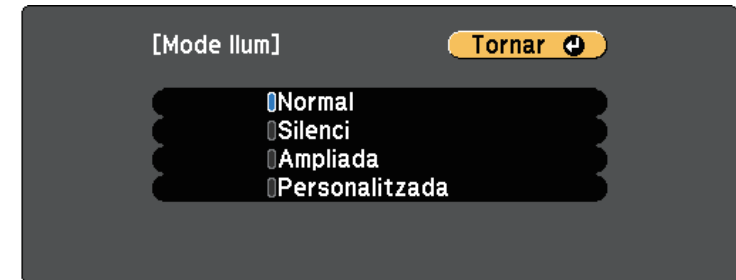 [Mode llum]
Tornar
Normal
Silenci
Ampliada
Personalitzada